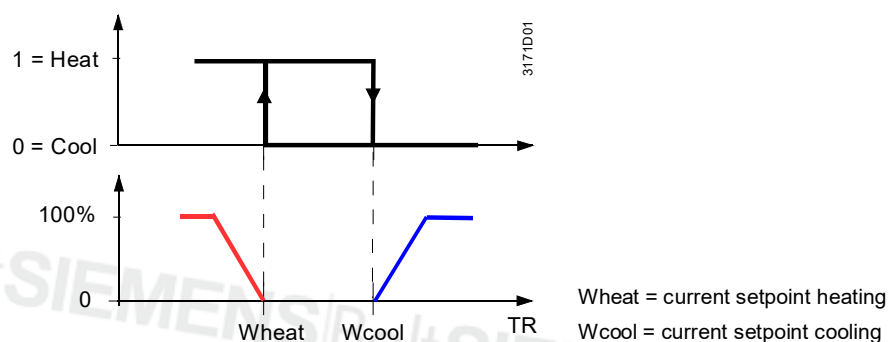 3171D01
1 = Heat
0 = Cool
100%
0
Wheat Wcool TR
Wheat = current setpoint heating
Wcool = current setpoint cooling
SIEMENS